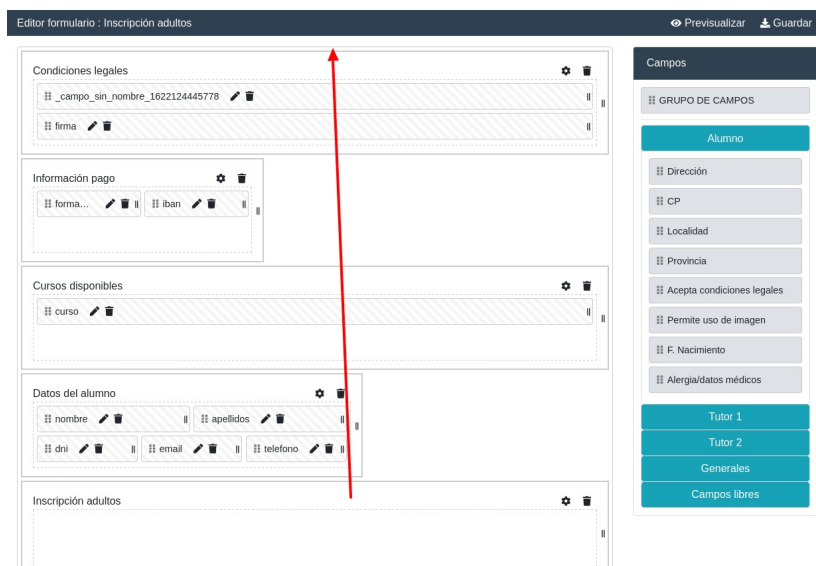 Editor formulario : Inscripción adultos
Previsualizar
Guardar
Condiciones legales
_campo_sin_nombre_1622124445778
firma
Información pago
forma...
iban
Cursos disponibles
curso
Datos del alumno
nombre
apellidos
dni
email
telefono
Inscripción adultos
Campos
GRUPO DE CAMPOS
Alumno
Dirección
CP
Localidad
Provincia
Acepta condiciones legales
Permite uso de imagen
F. Nacimiento
Alergia/datos médicos
Tutor 1
Tutor 2
Generales
Campos libres